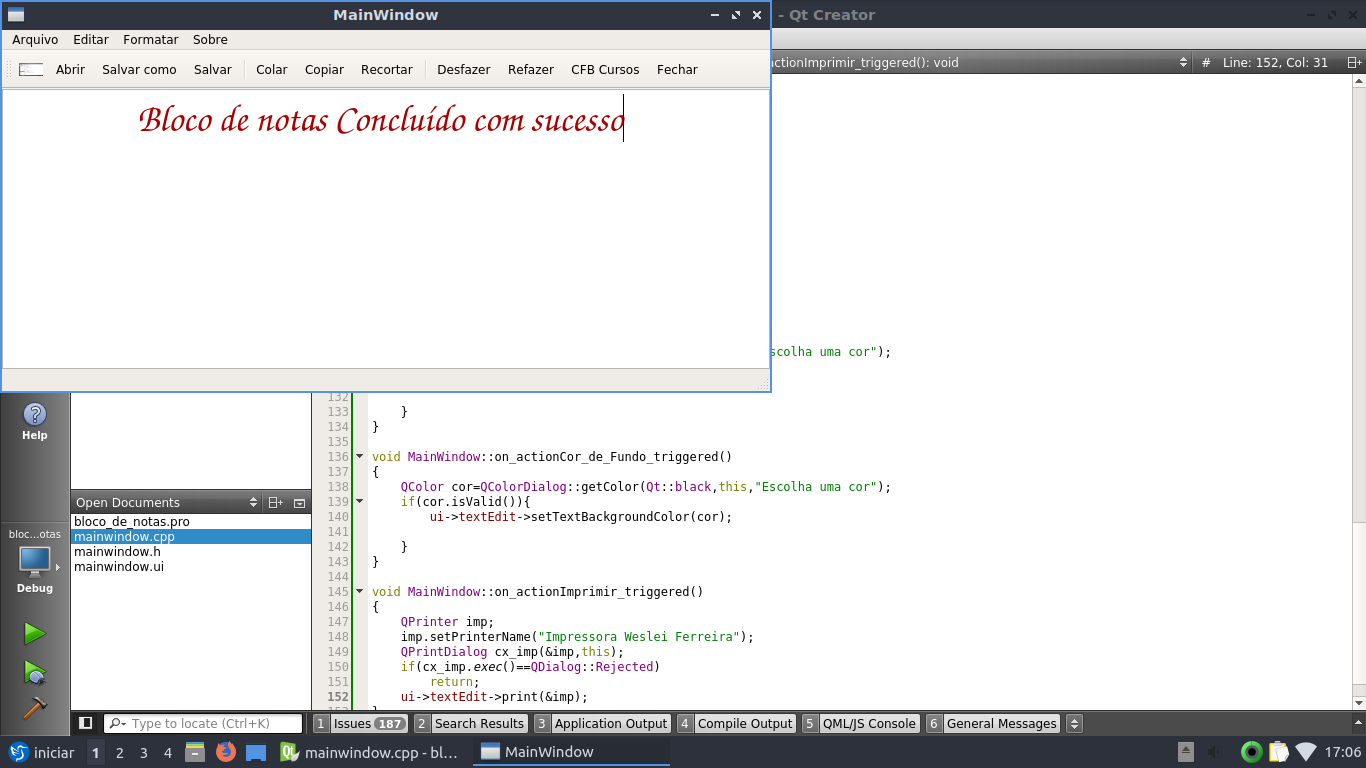 MainWindow
- Qt Creator
Arquivo Editar Formatar Sobre
Abrir Salvar como Salvar Colar Copiar Recortar Desfazer Refazer CFB Cursos Fechar
ctionImprimir_triggered(): void # Line: 152, Col: 31
Bloco de notas Concluído com sucesso
scolha uma cor");
132
133 }
134 }
135
136 void MainWindow::on_actionCor_de_Fundo_triggered()
137 {
138 QColor cor=QColorDialog::getColor(Qt::black,this,"Escolha uma cor");
139 if(cor.isValid()){
140 ui->textEdit->setTextBackgroundColor(cor);
141
142 }
143 }
144
145 void MainWindow::on_actionImprimir_triggered()
146 {
147 QPrinter imp;
148 imp.setPrinterName("Impressora Weslei Ferreira");
149 QPrintDialog cx_imp(&imp,this);
150 if(cx_imp.exec()==QDialog::Rejected)
151 return;
152 ui->textEdit->print(&imp);
Help
Open Documents
bloco_de_notas.pro
mainwindow.cpp
mainwindow.h
mainwindow.ui
bloc...otas
Debug
Type to locate (Ctrl+K) 1 Issues 187 2 Search Results 3 Application Output 4 Compile Output 5 QML/JS Console 6 General Messages
iniciar 1 2 3 4 mainwindow.cpp - bl... MainWindow 17:06